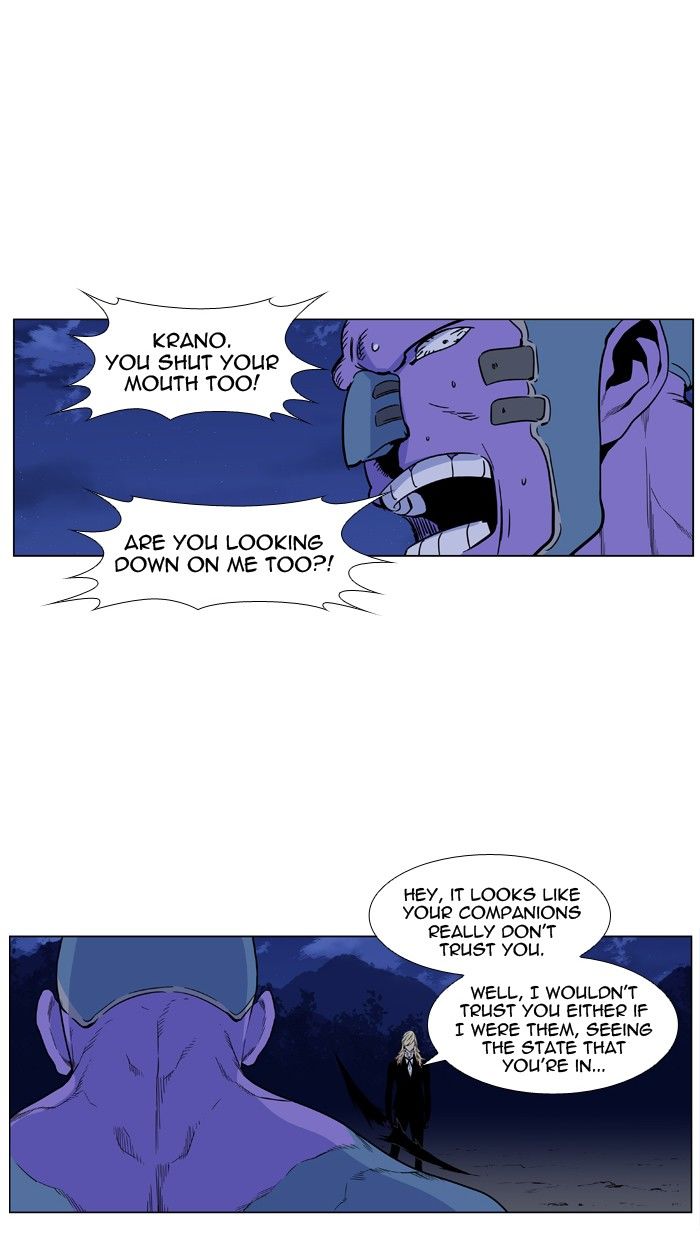 KRANO.
YOU SHUT YOUR
MOUTH TOO!
ARE YOU LOOKING
DOWN ON ME TOO?!
HEY, IT LOOKS LIKE
YOUR COMPANIONS
REALLY DON'T
TRUST YOU.
WELL, I WOULDN'T
TRUST YOU EITHER IF
I WERE THEM, SEEING
THE STATE THAT
YOU'RE IN...